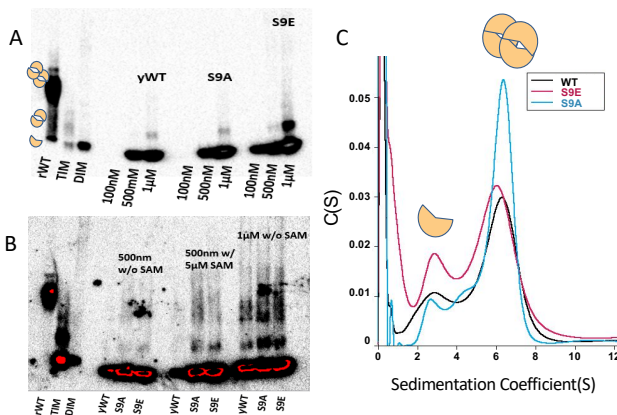 A
S9E
yWT
S9A
rWT
TIM
DIM
100nM
500mM
1µM
100nM
500nM
1µM
100nM
500nM
1µM
B
500nm
w/o SAM
500nm w/
5µM SAM
1µM w/o SAM
rWT
TIM
DIM
yWT
S9A
S9E
yWT
S9A
S9E
yWT
S9A
S9E
C
WT
S9E
S9A
0.05
0.04
0.03
0.02
0.01
0
C(S)
0 2 4 6 8 10 12
Sedimentation Coefficient(S)